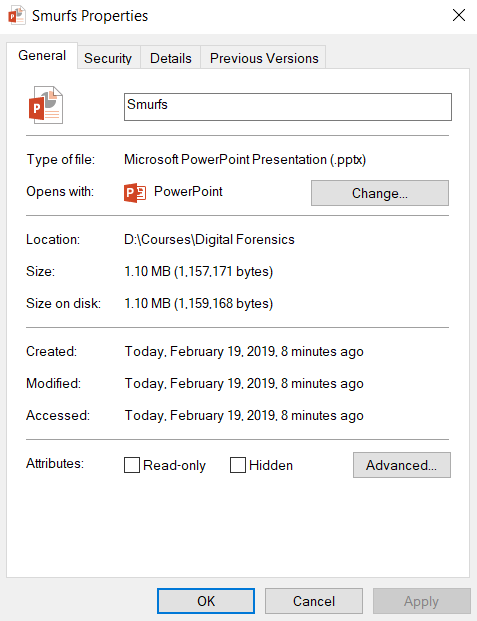 Smurfs Properties
General Security Details Previous Versions
Smurfs
Type of file: Microsoft PowerPoint Presentation (.pptx)
Opens with: PowerPoint Change...
Location: D:\Courses\Digital Forensics
Size: 1.10 MB (1,157,171 bytes)
Size on disk: 1.10 MB (1,159,168 bytes)
Created: Today, February 19, 2019, 8 minutes ago
Modified: Today, February 19, 2019, 8 minutes ago
Accessed: Today, February 19, 2019, 8 minutes ago
Attributes: Read-only Hidden Advanced...
OK Cancel Apply